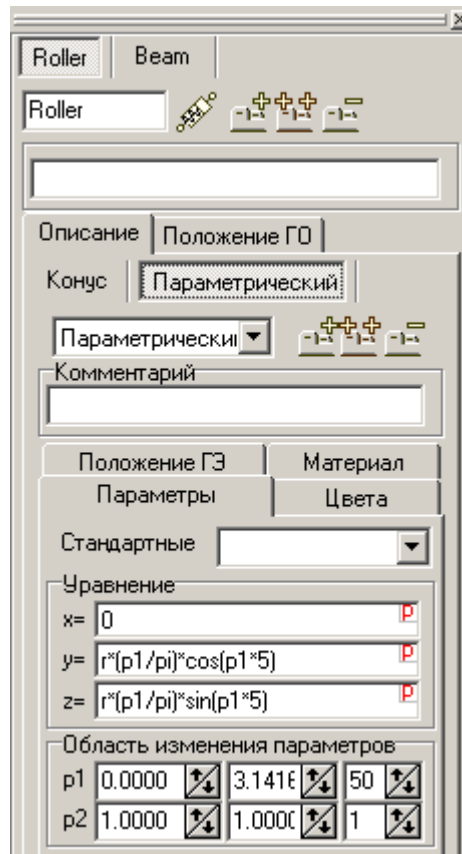 Roller Beam
Roller
Описание Положение ГО
Конус Параметрический
Параметрически
Комментарий
Положение ГЭ Материал
Параметры Цвета
Стандартные
Уравнение
x= 0 P
y= r*(p1/pi)*cos(p1*5) P
z= r*(p1/pi)*sin(p1*5) P
Область изменения параметров
p1 0.0000 3.1416 50
p2 1.0000 1.0000 1